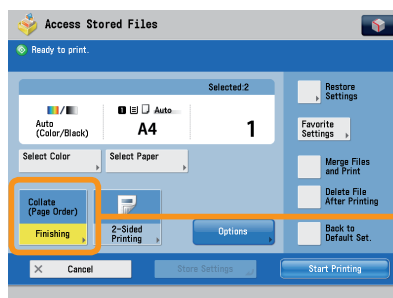 Access Stored Files
Ready to print.
Selected:2
Auto
(Color/Black)
1 Auto
A4
1
Select Color
Select Paper
Restore
Settings
Favorite
Settings
Merge Files
and Print
Delete File
After Printing
Back to
Default Set.
Collate
(Page Order)
Finishing
2-Sided
Printing
Options
Cancel
Store Settings
Start Printing